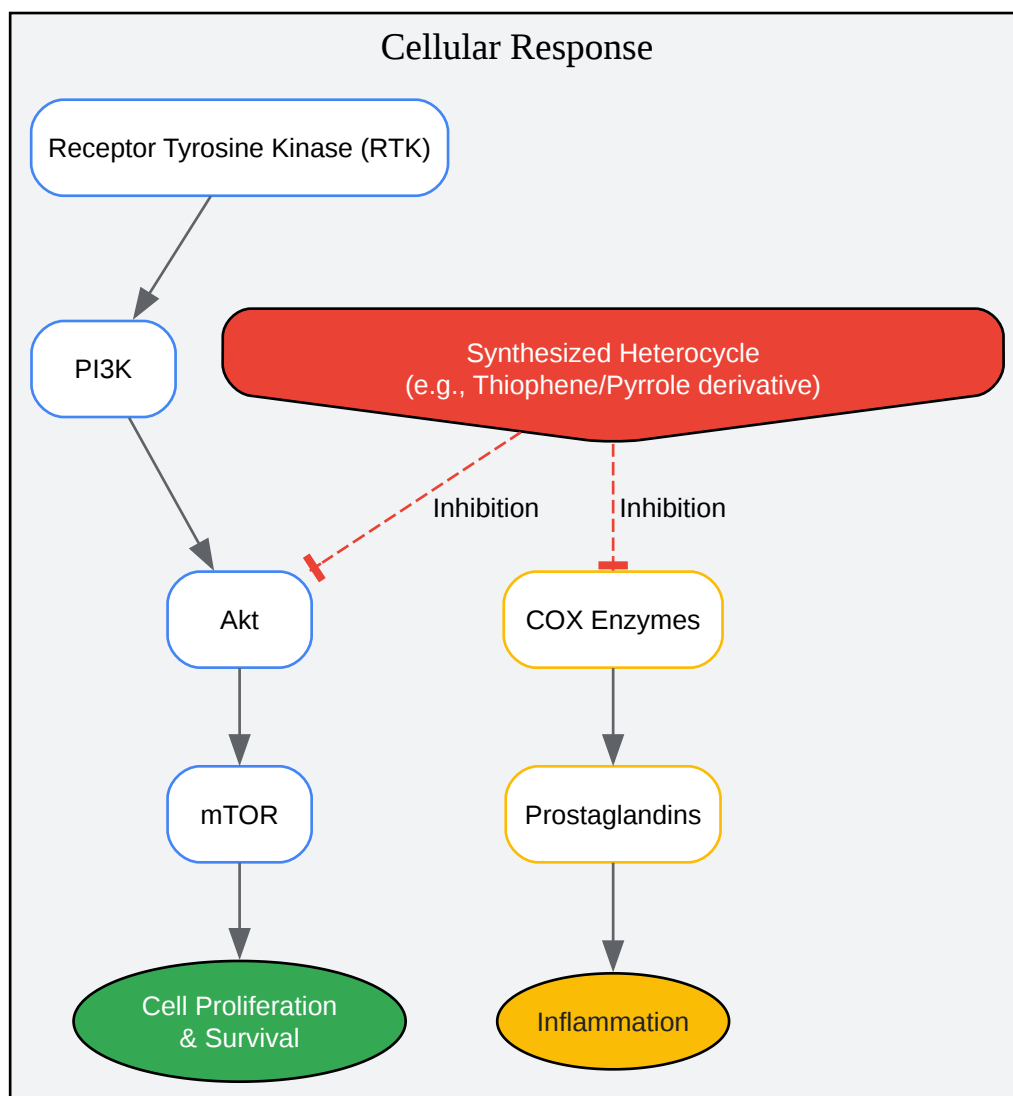 Cellular Response
Receptor Tyrosine Kinase (RTK)
PI3K
Synthesized Heterocycle
(e.g., Thiophene/Pyrrole derivative)
Inhibition
Inhibition
Akt
COX Enzymes
mTOR
Prostaglandins
Cell Proliferation
& Survival
Inflammation